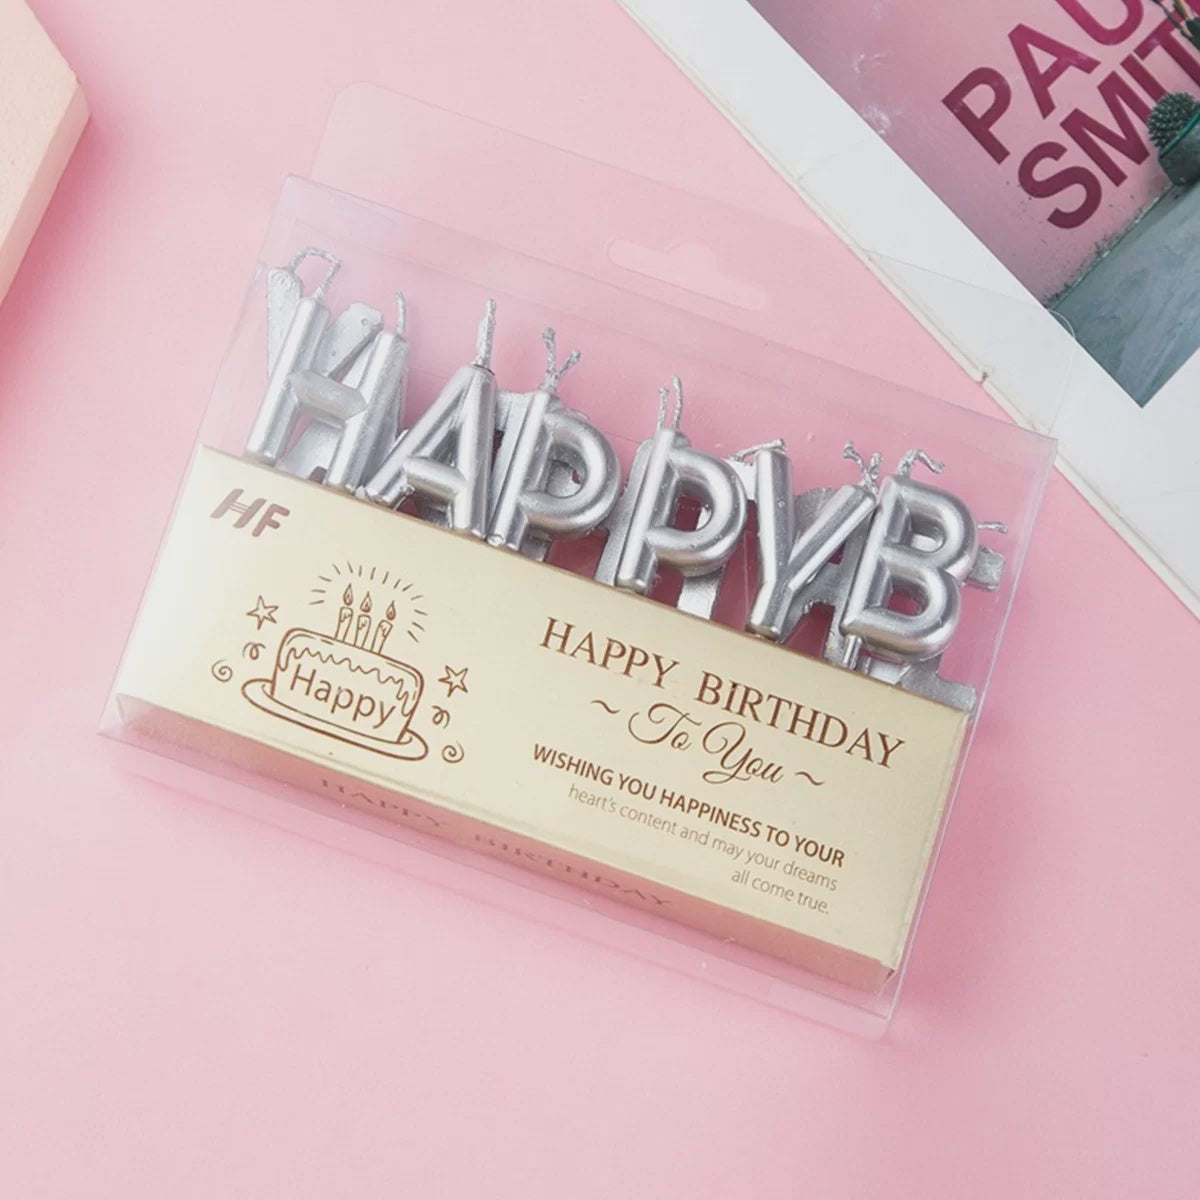 PAU
SMIT
HAPPYB
HF
Happy
HAPPY BIRTHDAY
~ To You ~
WISHING YOU HAPPINESS TO YOUR
heart's content and may your dreams
all come true.
HAPPY BIRTHDAY